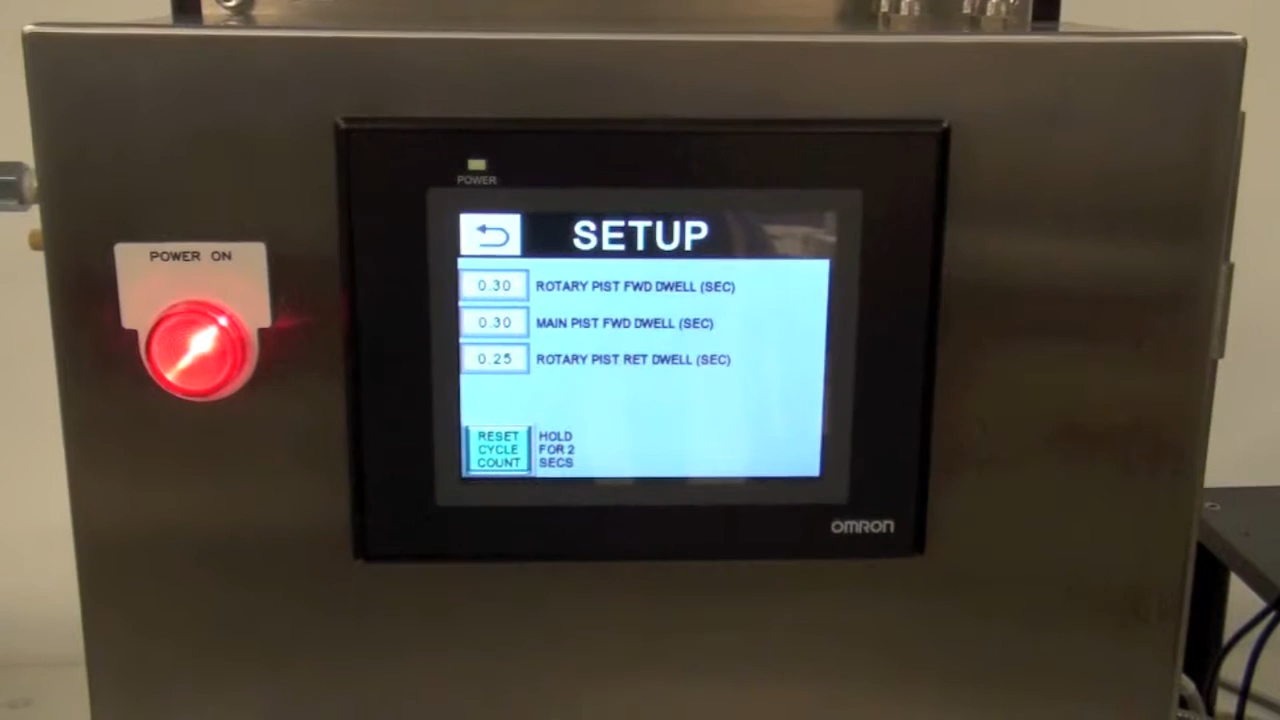 POWER
SETUP
POWER ON
0.30 ROTARY PIST FWD DWELL (SEC)
0.30 MAIN PIST FWD DWELL (SEC)
0.25 ROTARY PIST RET DWELL (SEC)
RESET
CYCLE
COUNT
HOLD
FOR 2
SECS
OMRON